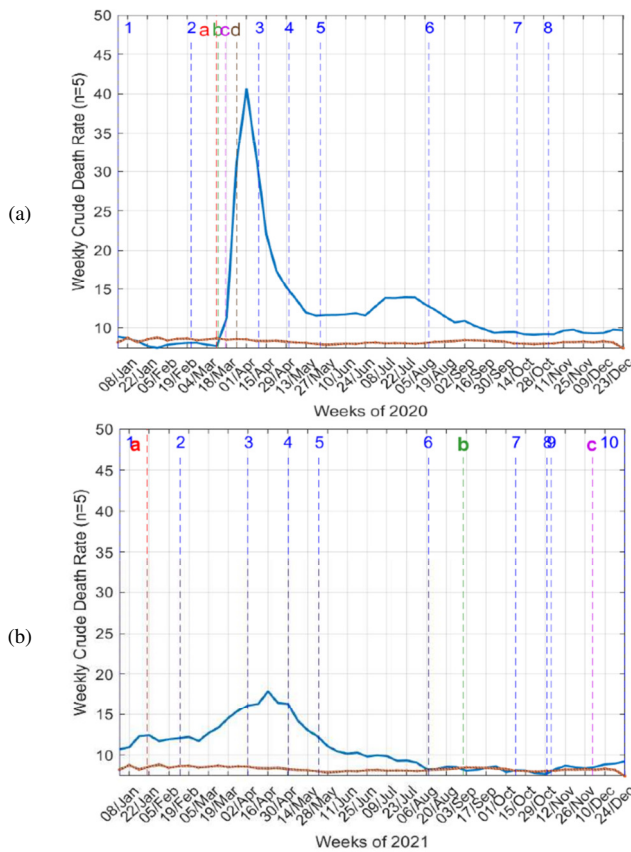 50
1
2
a
b
c
d
3
4
5
6
7
8
45
40
35
30
25
20
15
10
Weekly Crude Death Rate (n=5)
(a)
08/Jan
22/Jan
05/Feb
19/Feb
04/Mar
18/Mar
01/Apr
15/Apr
29/Apr
13/May
27/May
10/Jun
24/Jun
08/Jul
22/Jul
05/Aug
19/Aug
02/Sep
16/Sep
30/Sep
14/Oct
28/Oct
11/Nov
25/Nov
09/Dec
23/Dec
Weeks of 2020
50
1
a
2
3
4
5
6
b
7
8
9
c
10
45
40
35
30
25
20
15
10
Weekly Crude Death Rate (n=5)
(b)
08/Jan
22/Jan
05/Feb
19/Feb
05/Mar
19/Mar
02/Apr
16/Apr
30/Apr
14/May
28/May
11/Jun
25/Jun
09/Jul
23/Jul
06/Aug
20/Aug
03/Sep
17/Sep
01/Oct
15/Oct
29/Oct
12/Nov
26/Nov
10/Dec
24/Dec
Weeks of 2021